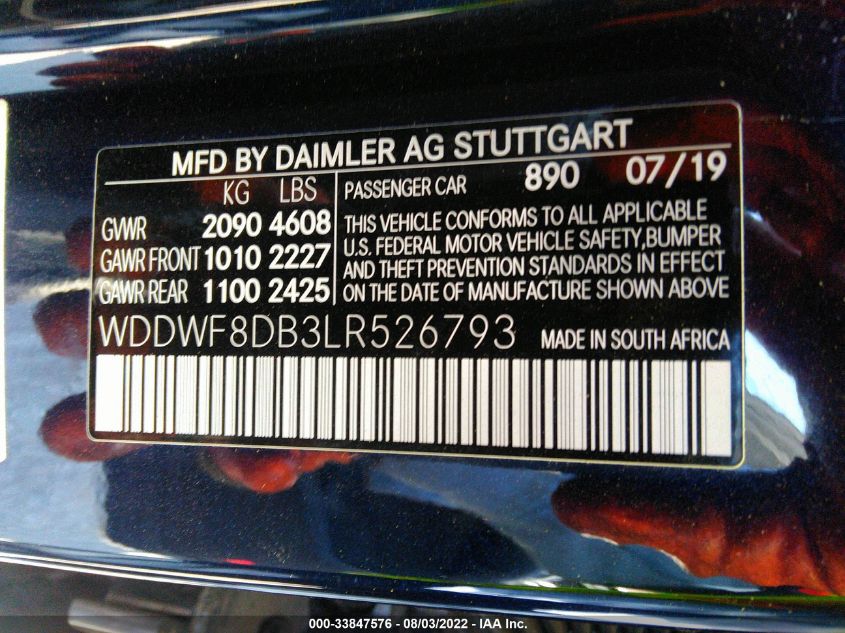 MFD BY DAIMLER AG STUTTGART
KG LBS
GVWR 2090 4608
GAWR FRONT 1010 2227
GAWR REAR 1100 2425
PASSENGER CAR 890 07/19
THIS VEHICLE CONFORMS TO ALL APPLICABLE
U.S. FEDERAL MOTOR VEHICLE SAFETY,BUMPER
AND THEFT PREVENTION STANDARDS IN EFFECT
ON THE DATE OF MANUFACTURE SHOWN ABOVE
WDDWF8DB3LR526793 MADE IN SOUTH AFRICA
000-33847576 - 08/03/2022 - IAA Inc.